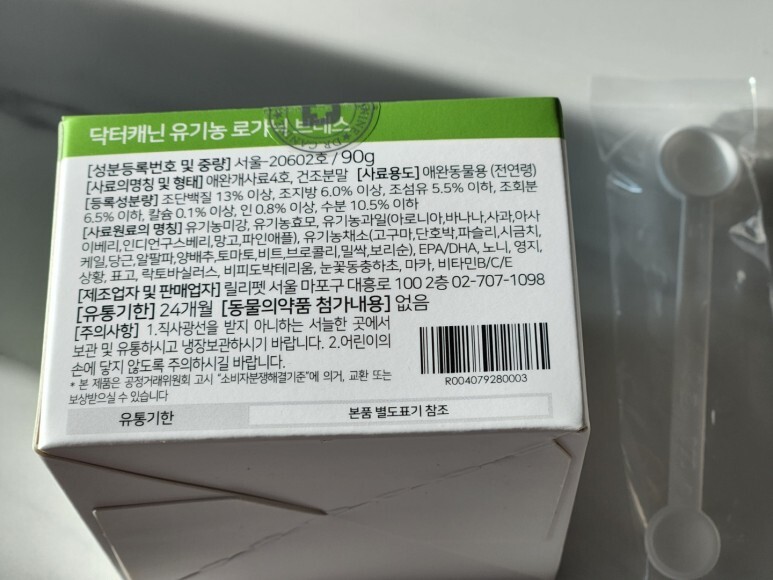 닥터캐닌 유기농
[성분등록번호 및 중량] 서울-20602호 / 90g
[사료의명칭 및 형태] 애완개사료4호, 건조분말 [사료용도] 애완동물용 (전연령)
[등록성분량] 조단백질 13% 이상, 조지방 6.0% 이상, 조섬유 5.5% 이하, 조회분
6.5% 이하, 칼슘 0.1% 이상, 인 0.8% 이상, 수분 10.5% 이하
[사료원료의 명칭] 유기농미강, 유기농효모, 유기농과일(아로니아,바나나,사과,아사
이베리,인디언구스베리,망고,파인애플), 유기농채소(고구마,단호박,파슬리,시금치,
케일,당근,알팔파,양배추,토마토,비트,브로콜리,밀싹,보리순), EPA/DHA, 노니, 영지,
상황, 표고, 락토바실러스, 비피도박테리움, 눈꽃동충하초, 마카, 비타민B/C/E
[제조업자 및 판매업자] 릴리펫 서울 마포구 대흥로 100 2층 02-707-1098
[유통기한] 24개월 [동물의약품 첨가내용] 없음
[주의사항] 1.직사광선을 받지 아니하는 서늘한 곳에서
보관 및 유통하시고 냉장보관하시기 바랍니다. 2.어린이의
손에 닿지 않도록 주의하시길 바랍니다.
* 본 제품은 공정거래위원회 고시 "소비자분쟁해결기준"에 의거, 교환 또는
보상받으실 수 있습니다
R004079280003
유통기한 본품 별도표기 참조